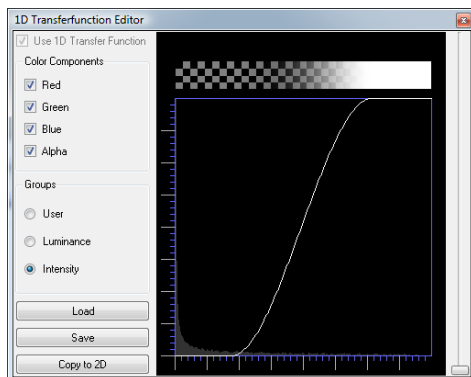 1D Transferfunction Editor
Use 1D Transfer Function
Color Components
Red
Green
Blue
Alpha
Groups
User
Luminance
Intensity
Load
Save
Copy to 2D